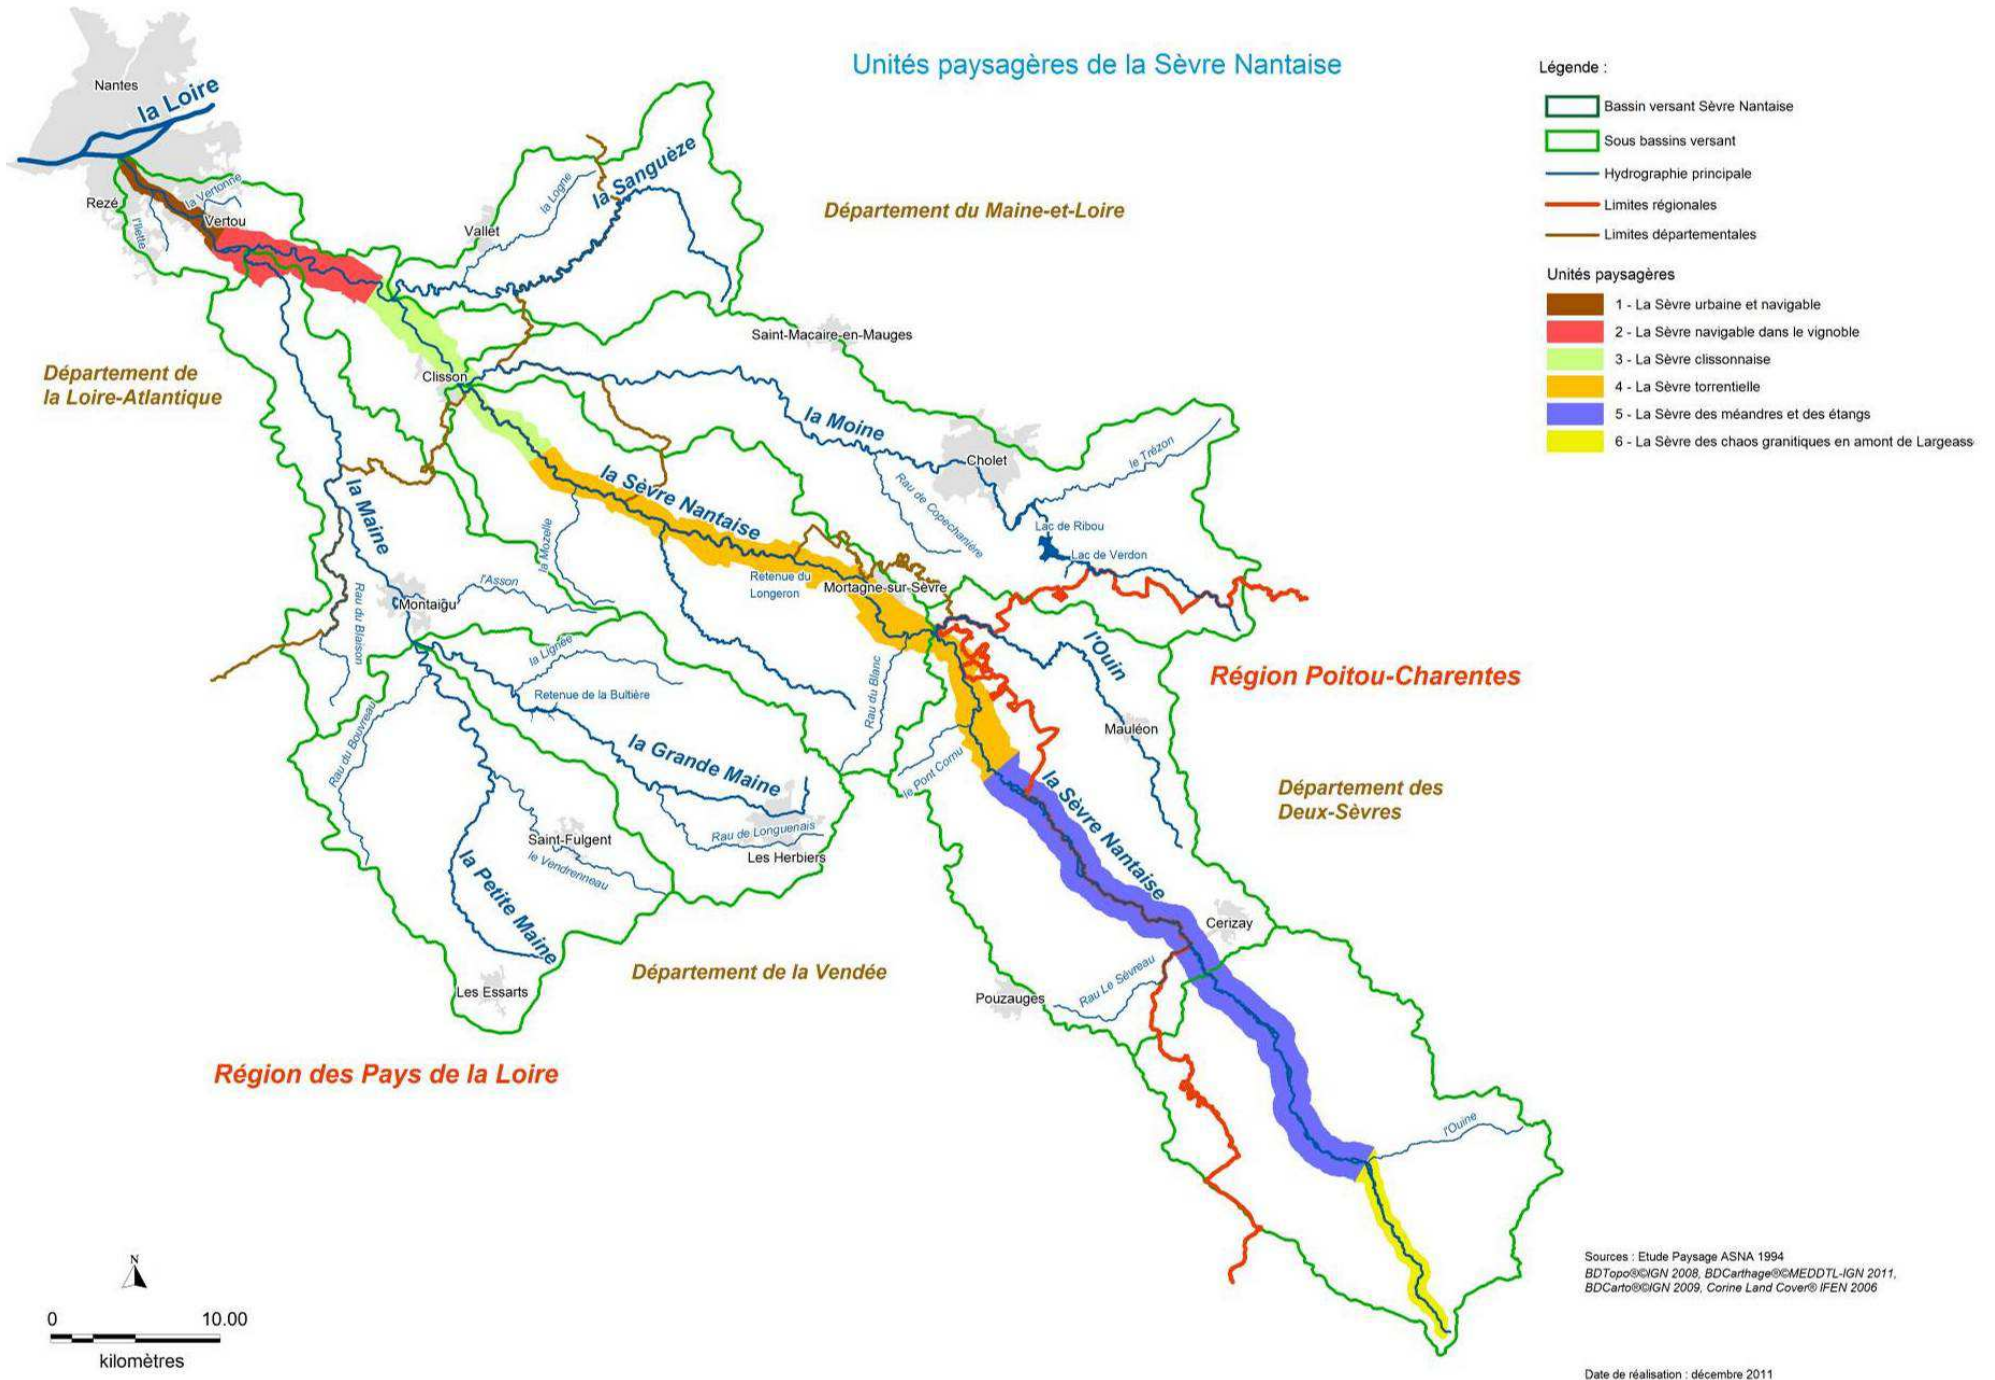 Unités paysagères de la Sèvre Nantaise
Légende :
Bassin versant Sèvre Nantaise
Sous bassins versant
Hydrographie principale
Limites régionales
Limites départementales
Unités paysagères
1 - La Sèvre urbaine et navigable
2 - La Sèvre navigable dans le vignoble
3 - La Sèvre clissonnaise
4 - La Sèvre torrentielle
5 - La Sèvre des méandres et des étangs
6 - La Sèvre des chaos granitiques en amont de Largeass
Nantes
la Loire
Rezé
l'Ilette
la Vertonne
Vertou
Vallet
la Logne
la Sanguèze
Département du Maine-et-Loire
Saint-Macaire-en-Mauges
Département de
la Loire-Atlantique
Clisson
la Moine
Cholet
le Trézon
Rau de Copechanière
Lac de Ribou
Lac de Verdon
la Sèvre Nantaise
la Maine
la Mozelle
Retenue du
Longeron
Mortagne-sur-Sèvre
l'Asson
Montaigu
Rau du Blaison
la Lignée
Retenue de la Bultière
Rau du Blanc
l'Ouin
Région Poitou-Charentes
Mauléon
Rau du Bouvreau
la Grande Maine
le Pont Cornu
la Sèvre Nantaise
Département des
Deux-Sèvres
Saint-Fulgent
le Vendrenneau
Rau de Longuenais
Les Herbiers
la Petite Maine
Cerizay
Les Essarts
Département de la Vendée
Pouzauges
Rau Le Sévreau
Région des Pays de la Loire
l'Ouine
N
0 10.00
kilomètres
Sources : Etude Paysage ASNA 1994
BDTopo®©IGN 2008, BDCarthage®©MEDDTL-IGN 2011,
BDCarto®©IGN 2009, Corine Land Cover® IFEN 2006
Date de réalisation : décembre 2011